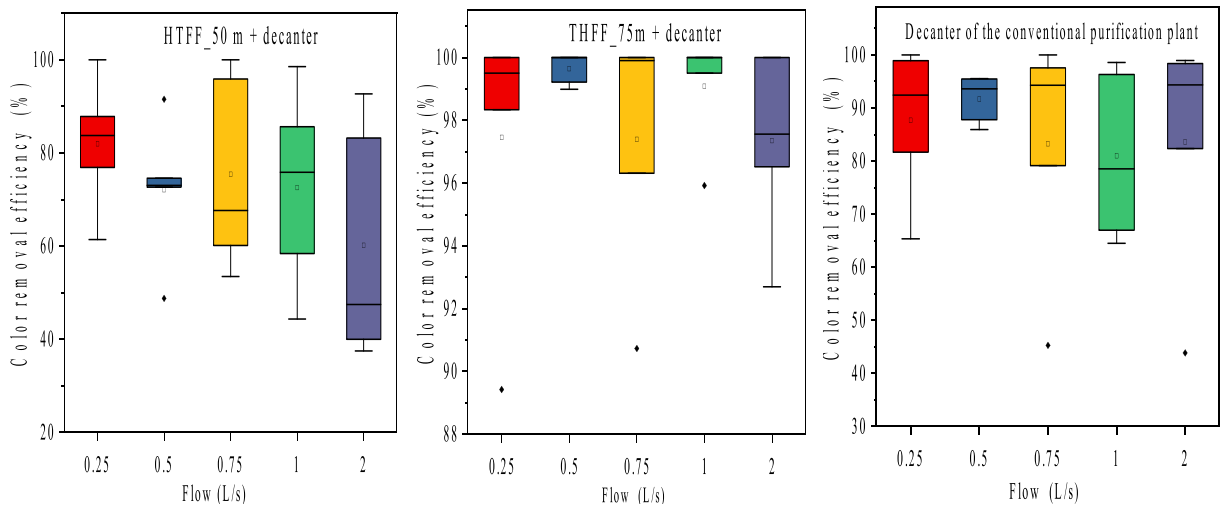 HTFF_50 m + decanter
Color removal efficiency (%)
100
80
60
40
20
0.25 0.5 0.75 1 2
Flow (L/s)
THFF_75m + decanter
Color removal efficiency (%)
100
98
96
94
92
90
88
0.25 0.5 0.75 1 2
Flow (L/s)
Decanter of the conventional purification plant
Color removal efficiency (%)
100
90
80
70
60
50
40
30
0.25 0.5 0.75 1 2
Flow (L/s)